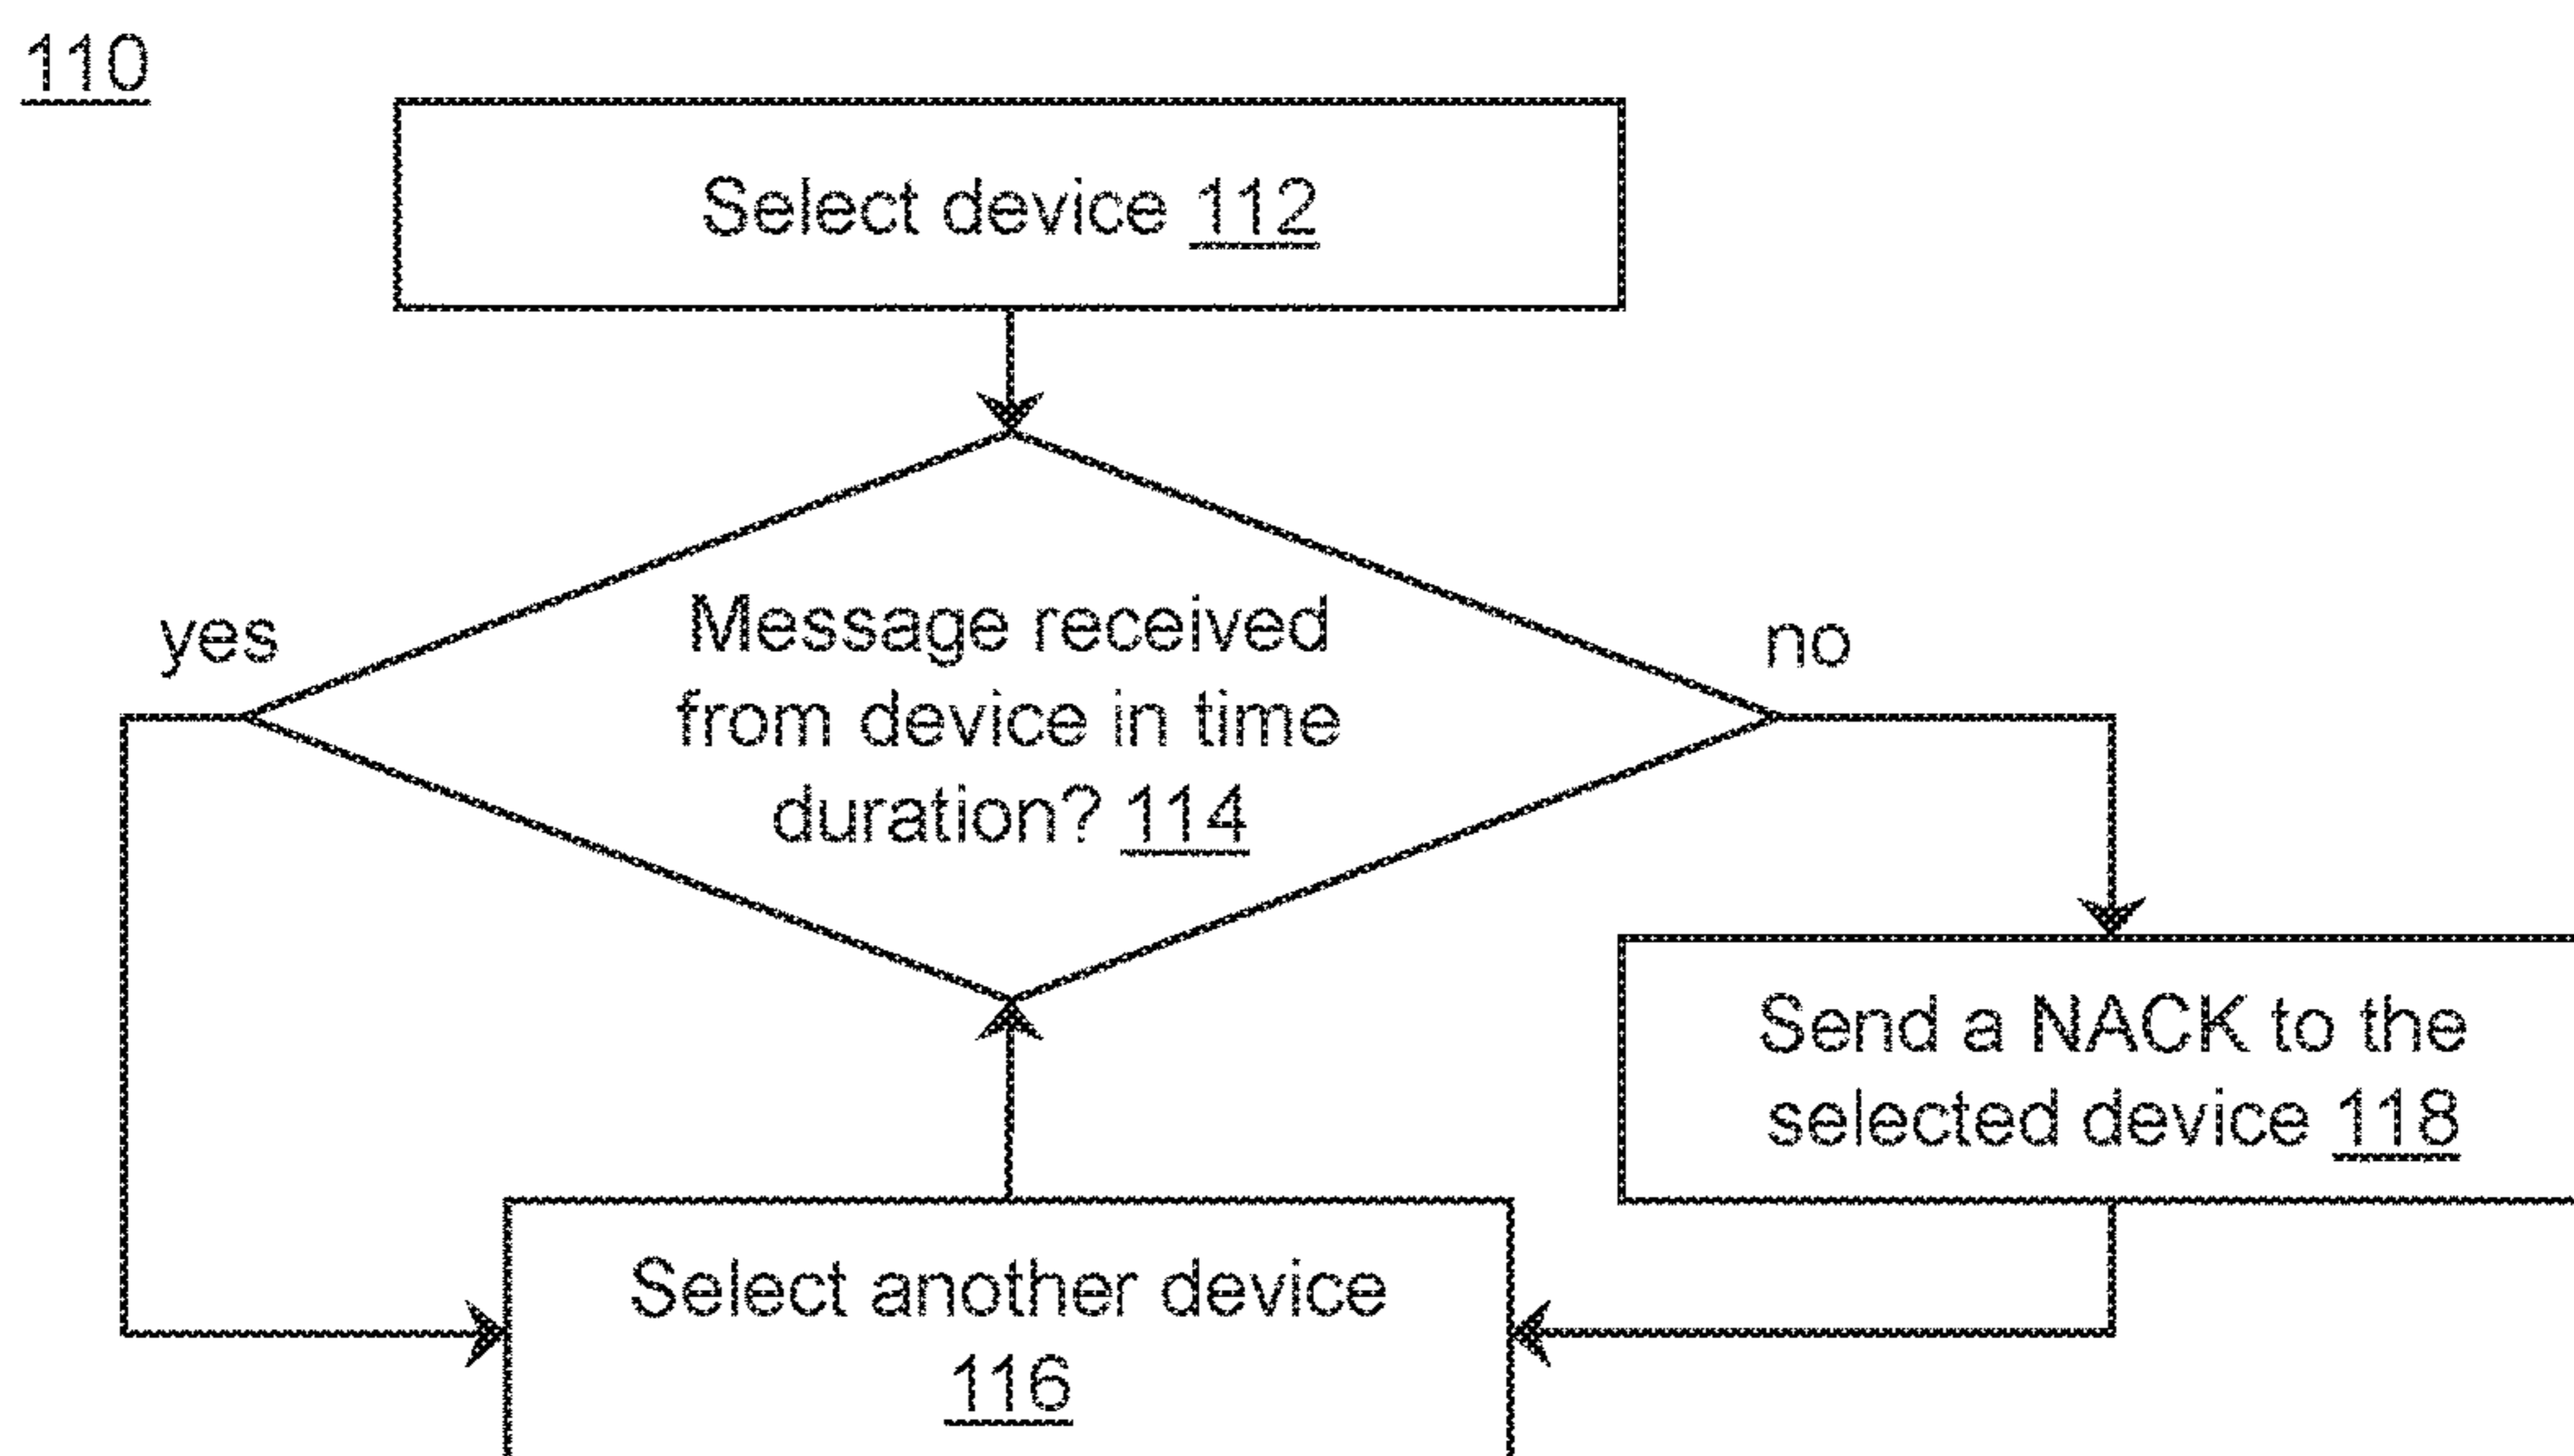 110
Select device 112
Message received
from device in time
duration? 114
yes
no
Send a NACK to the
selected device 118
Select another device
116